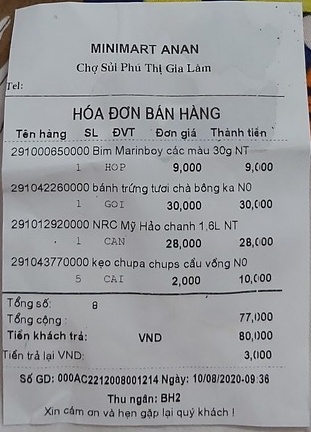 MINIMART ANAN
Chợ Sủi Phú Thị Gia Lâm
Tel:
HÓA ĐƠN BÁN HÀNG
Tên hàng SL ĐVT Đơn giá Thành tiền
291000650000 Bim Marinboy các màu 30g NT
1 HOP 9,000 9,000
291042260000 bánh trứng tươi chà bông ka N0
1 GOI 30,000 30,000
291012920000 NRC Mỹ Hảo chanh 1,6L NT
1 CAN 28,000 28,000
291043770000 kẹo chupa chups cầu vồng N0
5 CAI 2,000 10,000
Tổng số: 8
Tổng cộng : 77,000
Tiền khách trả: VND 80,000
Tiền trả lại VND: 3,000
Số GD: 000AC2212008001214 Ngày: 10/08/2020-09:36
Thu ngân: BH2
Xin cảm ơn và hẹn gặp lại quý khách !